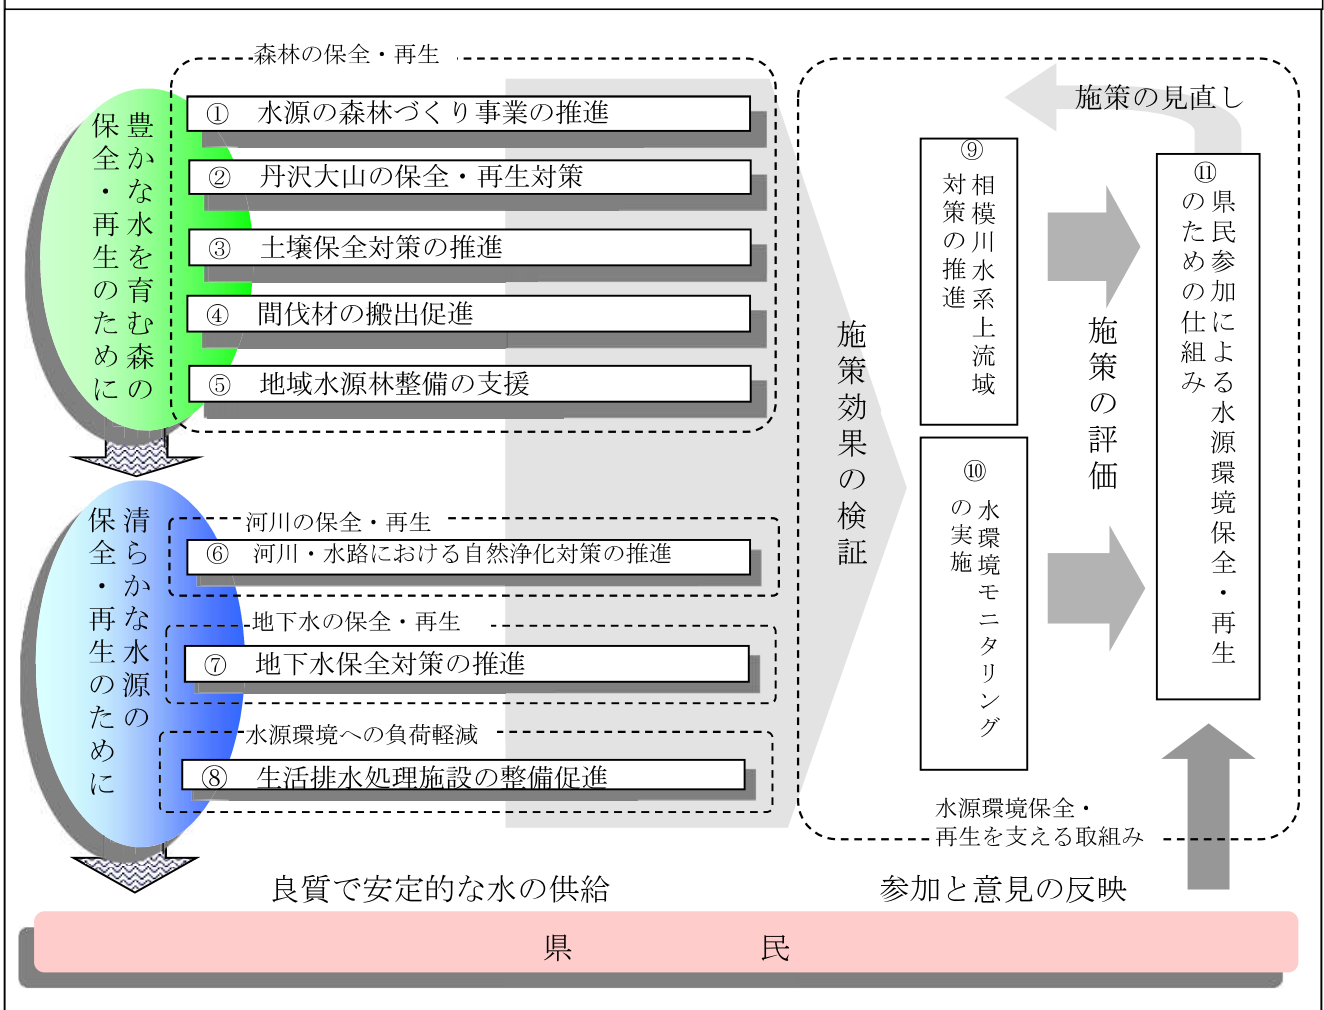 森林の保全・再生
豊かな水を育む森の
保全・再生のために
① 水源の森林づくり事業の推進
② 丹沢大山の保全・再生対策
③ 土壌保全対策の推進
④ 間伐材の搬出促進
⑤ 地域水源林整備の支援
清らかな水源の
保全・再生のために
河川の保全・再生
⑥ 河川・水路における自然浄化対策の推進
地下水の保全・再生
⑦ 地下水保全対策の推進
水源環境への負荷軽減
⑧ 生活排水処理施設の整備促進
施策効果の検証
⑨
相模川水系上流域
対策の推進
⑩
水環境モニタリング
の実施
施策の評価
施策の見直し
⑪
県民参加による水源環境保全・再生
のための仕組み
水源環境保全・
再生を支える取組み
良質で安定的な水の供給
参加と意見の反映
県 民